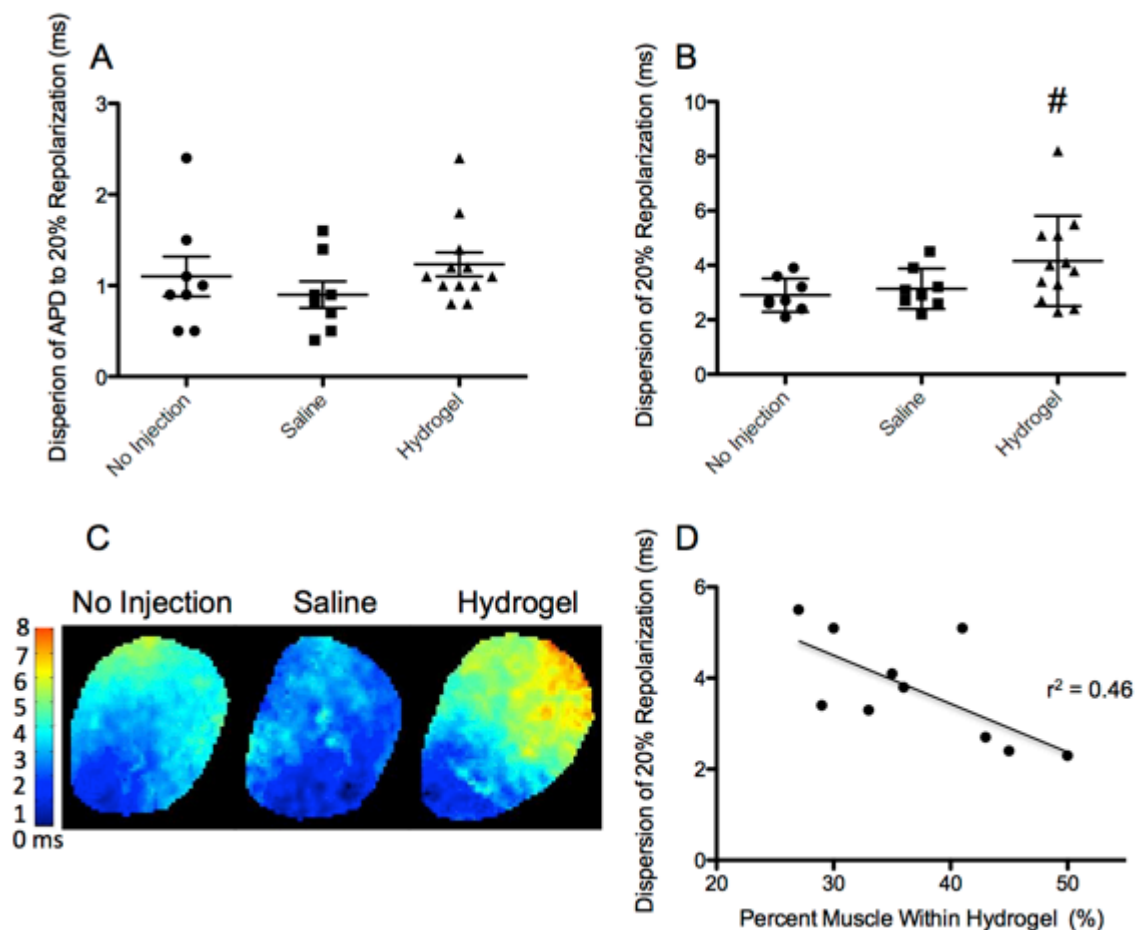 A
Disperion of APD to 20% Repolarization (ms)
3
2
1
0
No Injection
Saline
Hydrogel
B
Dispersion of 20% Repolarization (ms)
10
8
6
4
2
0
#
No Injection
Saline
Hydrogel
C
No Injection Saline Hydrogel
8
7
6
5
4
3
2
1
0 ms
D
Dispersion of 20% Repolarization (ms)
6
4
2
0
r² = 0.46
20 30 40 50
Percent Muscle Within Hydrogel (%)